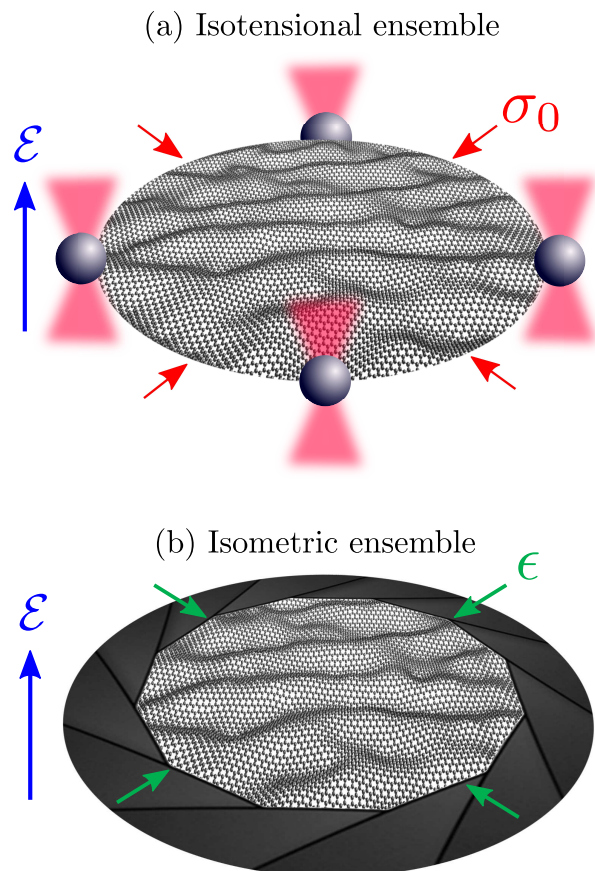 (a) Isotensional ensemble
σ₀
ℰ
(b) Isometric ensemble
ϵ
ℰ